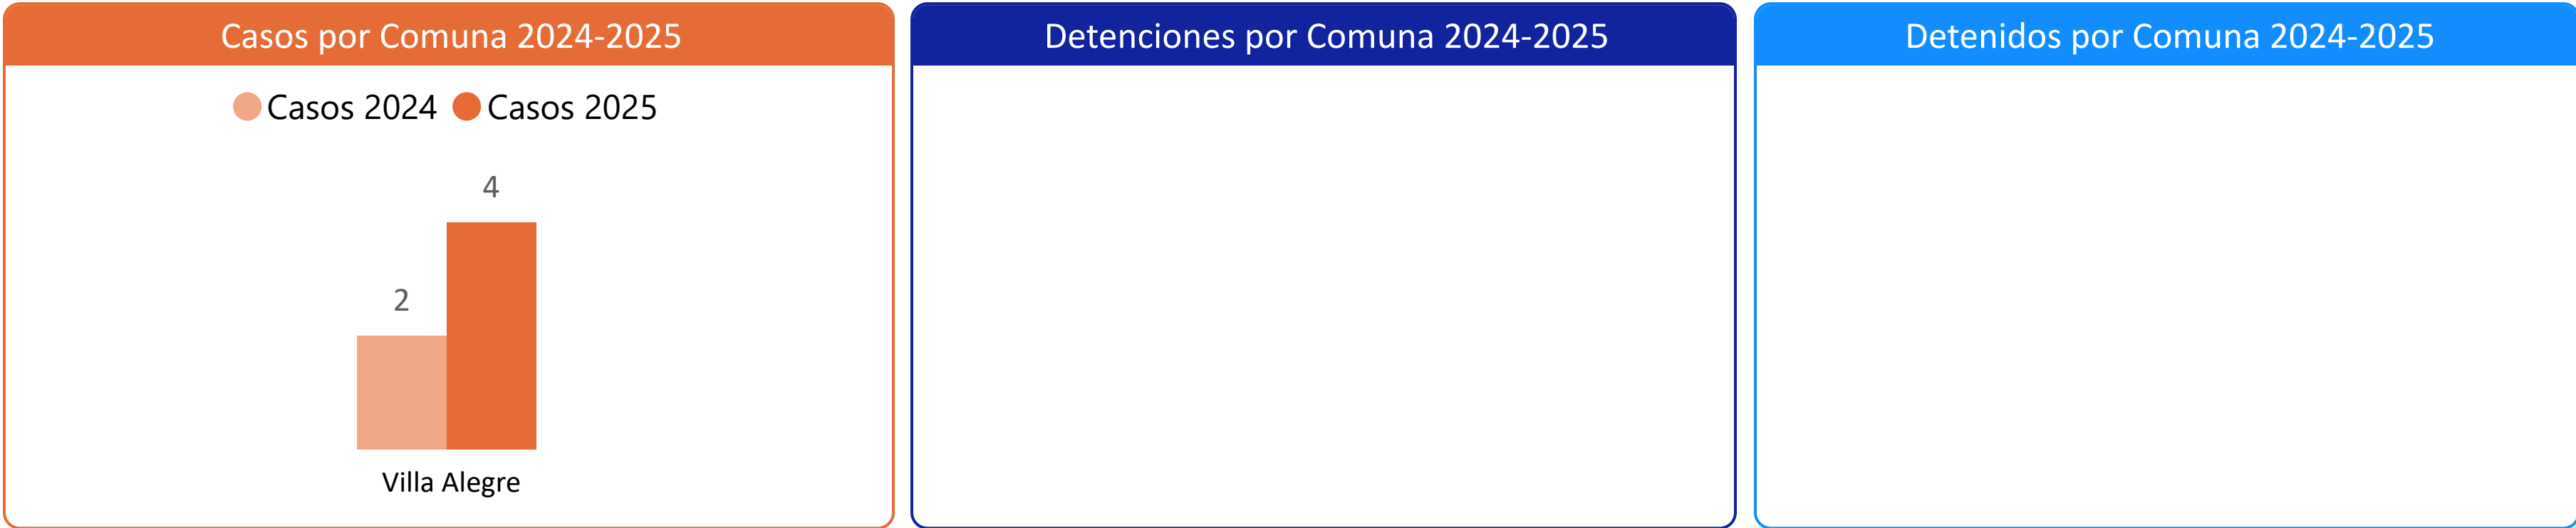 Casos por Comuna 2024-2025
Casos 2024 Casos 2025
4
2
Villa Alegre
Detenciones por Comuna 2024-2025
Detenidos por Comuna 2024-2025